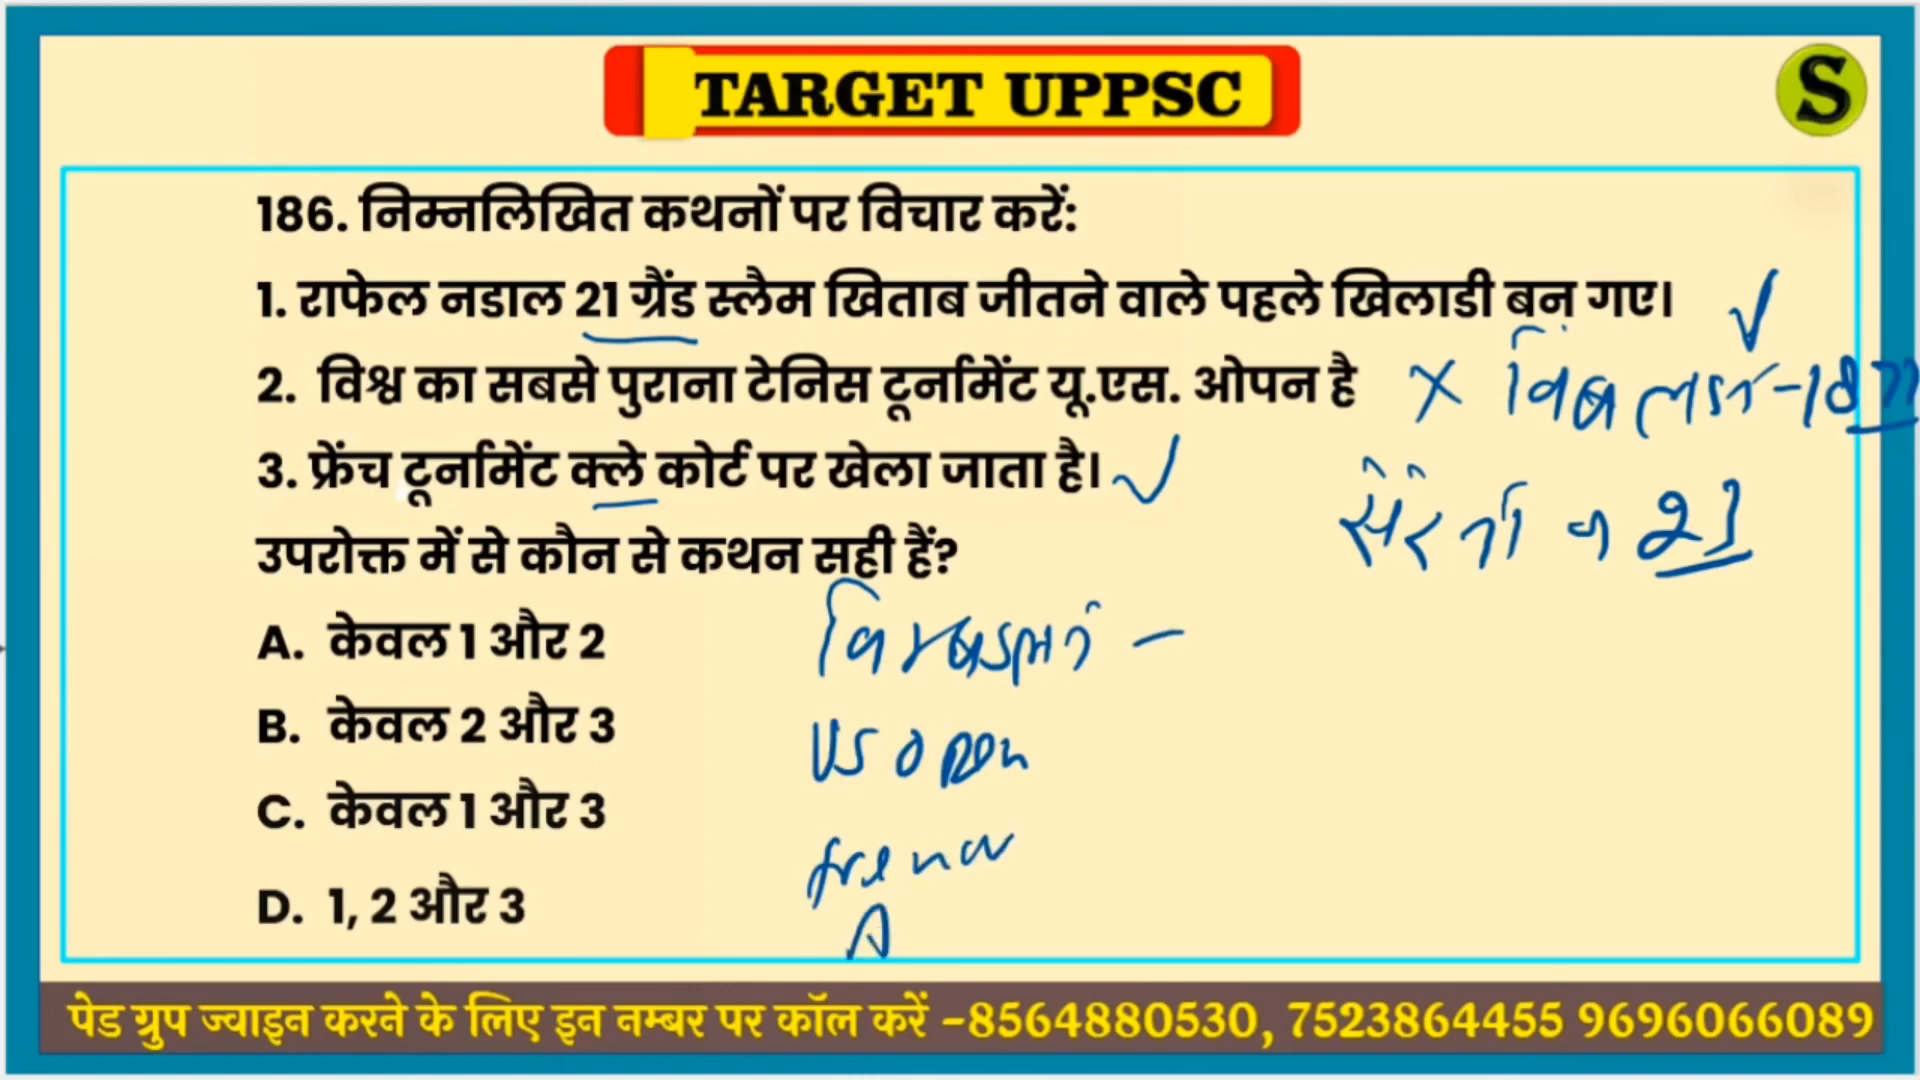 TARGET UPPSC
S
186. निम्नलिखित कथनों पर विचार करें:
1. राफेल नडाल 21 ग्रैंड स्लैम खिताब जीतने वाले पहले खिलाडी बन गए।
2. विश्व का सबसे पुराना टेनिस टूर्नामेंट यू.एस. ओपन है
3. फ्रेंच टूर्नामेंट क्ले कोर्ट पर खेला जाता है।
उपरोक्त में से कौन से कथन सही हैं?
A. केवल 1 और 2
B. केवल 2 और 3
C. केवल 1 और 3
D. 1, 2 और 3
1877
23
US open
A
पेड ग्रुप ज्वाइन करने के लिए इन नम्बर पर कॉल करें -8564880530, 7523864455 9696066089